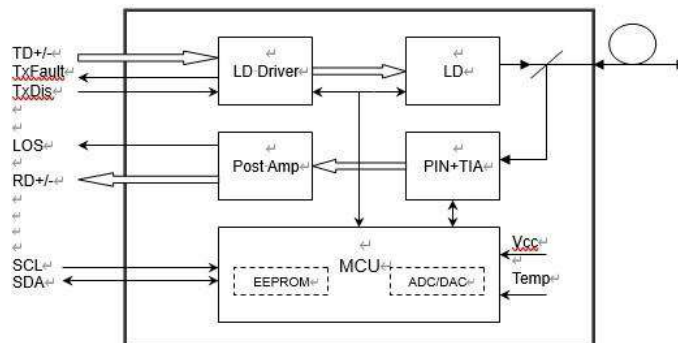 TD+/-
TxFault
TxDis
LOS
RD+/-
SCL
SDA
LD Driver
LD
Post Amp
PIN+TIA
MCU
EEPROM
ADC/DAC
Vcc
Temp